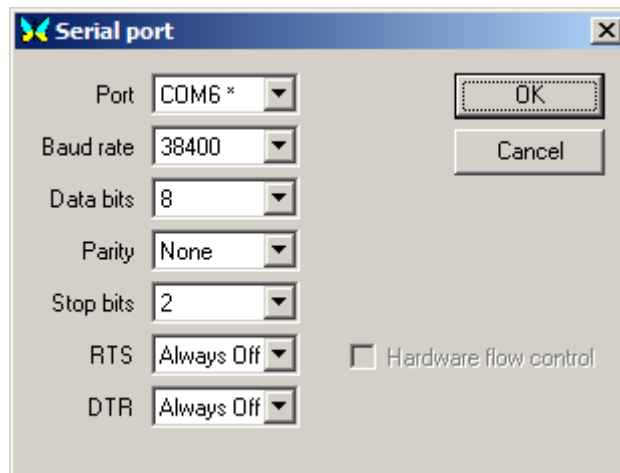 Serial port
Port COM6 * OK
Baud rate 38400 Cancel
Data bits 8
Parity None
Stop bits 2
RTS Always Off Hardware flow control
DTR Always Off